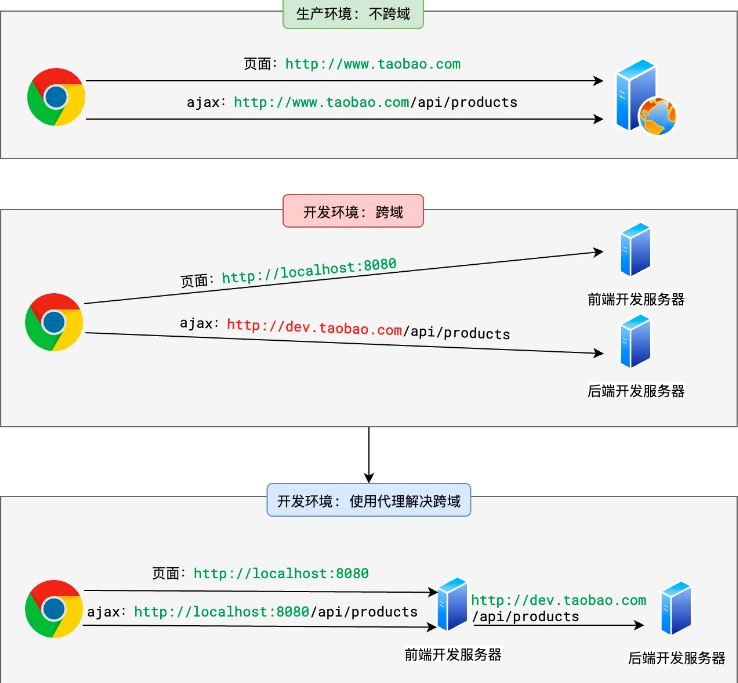 生产环境：不跨域
页面：http://www.taobao.com
ajax：http://www.taobao.com/api/products
开发环境：跨域
页面：http://localhost:8080
前端开发服务器
ajax：http://dev.taobao.com/api/products
后端开发服务器
开发环境：使用代理解决跨域
页面：http://localhost:8080
ajax：http://localhost:8080/api/products
http://dev.taobao.com
/api/products
前端开发服务器
后端开发服务器